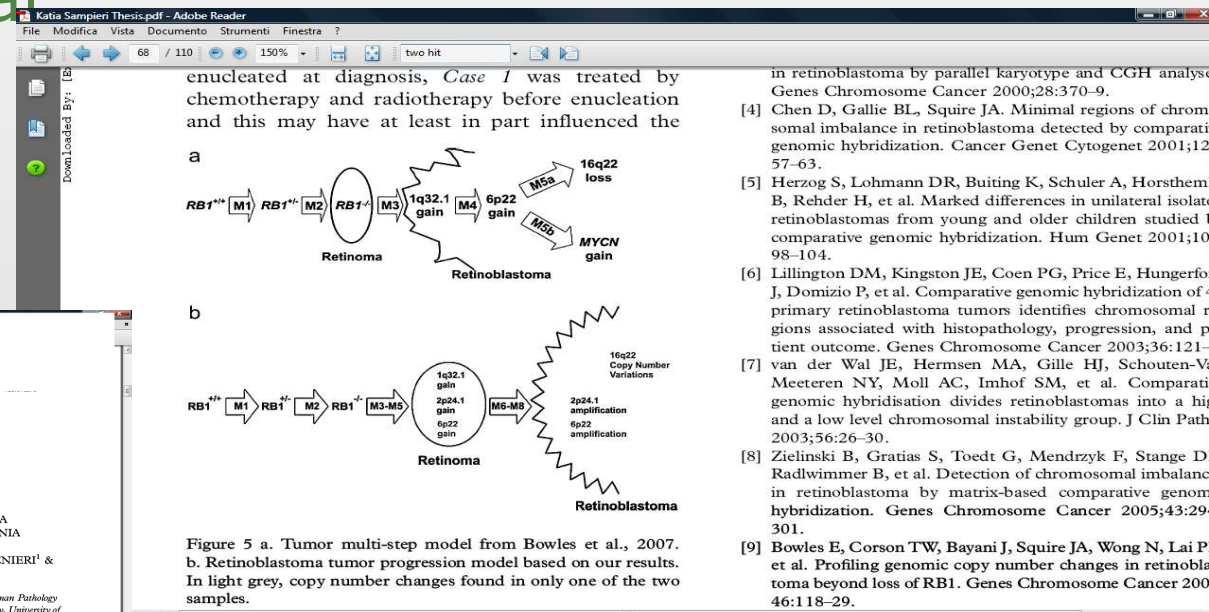 al
Katia Sampieri Thesis.pdf - Adobe Reader
File Modifica Vista Documento Strumenti Finestra ?
68 / 110 150% two hit
Downloaded By: [Ex
enucleated at diagnosis, Case 1 was treated by
chemotherapy and radiotherapy before enucleation
and this may have at least in part influenced the
a
RB1+/+ M1 RB1+/- M2 RB1-/- M3 1q32.1 gain M4 6p22 gain
M5a
16q22
loss
M5b
MYCN
gain
Retinoma
Retinoblastoma
b
RB1+/+ M1 RB1+/- M2 RB1-/- M3-M5
1q32.1
gain
2p24.1
gain
6p22
gain
Retinoma
M6-M8
16q22
Copy Number
Variations
2p24.1
amplification
6p22
amplification
Retinoblastoma
Figure 5 a. Tumor multi-step model from Bowles et al., 2007.
b. Retinoblastoma tumor progression model based on our results.
In light grey, copy number changes found in only one of the two
samples.
in retinoblastoma by parallel karyotype and CGH analyse
Genes Chromosome Cancer 2000;28:370–9.
[4] Chen D, Gallie BL, Squire JA. Minimal regions of chrom
somal imbalance in retinoblastoma detected by comparati
genomic hybridization. Cancer Genet Cytogenet 2001;12
57–63.
[5] Herzog S, Lohmann DR, Buiting K, Schuler A, Horsthem
B, Rehder H, et al. Marked differences in unilateral isolate
retinoblastomas from young and older children studied b
comparative genomic hybridization. Hum Genet 2001;10
98–104.
[6] Lillington DM, Kingston JE, Coen PG, Price E, Hungerfo
J, Domizio P, et al. Comparative genomic hybridization of 4
primary retinoblastoma tumors identifies chromosomal r
gions associated with histopathology, progression, and p
tient outcome. Genes Chromosome Cancer 2003;36:121–
[7] van der Wal JE, Hermsen MA, Gille HJ, Schouten-Va
Meeteren NY, Moll AC, Imhof SM, et al. Comparati
genomic hybridisation divides retinoblastomas into a hig
and a low level chromosomal instability group. J Clin Path
2003;56:26–30.
[8] Zielinski B, Gratias S, Toedt G, Mendrzyk F, Stange D
Radlwimmer B, et al. Detection of chromosomal imbalanc
in retinoblastoma by matrix-based comparative genom
hybridization. Genes Chromosome Cancer 2005;43:294
301.
[9] Bowles E, Corson TW, Bayani J, Squire JA, Wong N, Lai P
et al. Profiling genomic copy number changes in retinobla
toma beyond loss of RB1. Genes Chromosome Cancer 200
46:118–29.
A
NIA
ENIERI1 &
man Pathology
y, University of